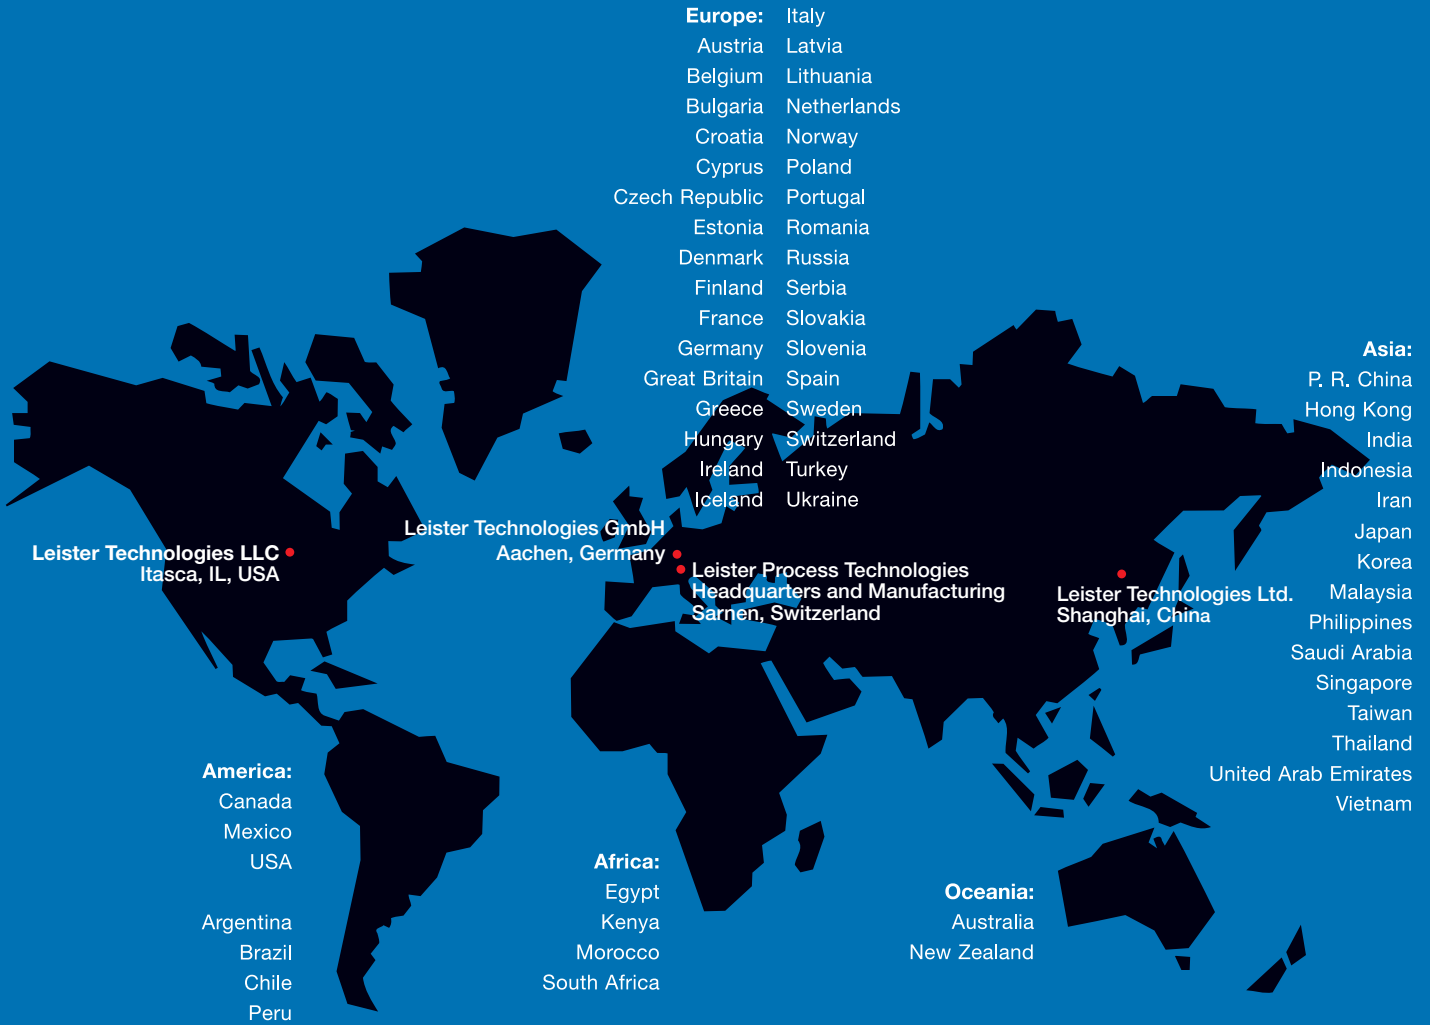 Europe:
Austria
Belgium
Bulgaria
Croatia
Cyprus
Czech Republic
Estonia
Denmark
Finland
France
Germany
Great Britain
Greece
Hungary
Ireland
Iceland
Italy
Latvia
Lithuania
Netherlands
Norway
Poland
Portugal
Romania
Russia
Serbia
Slovakia
Slovenia
Spain
Sweden
Switzerland
Turkey
Ukraine
Asia:
P. R. China
Hong Kong
India
Indonesia
Iran
Japan
Korea
Malaysia
Philippines
Saudi Arabia
Singapore
Taiwan
Thailand
United Arab Emirates
Vietnam
Leister Technologies LLC
Itasca, IL, USA
Leister Technologies GmbH
Aachen, Germany
Leister Process Technologies
Headquarters and Manufacturing
Sarnen, Switzerland
Leister Technologies Ltd.
Shanghai, China
America:
Canada
Mexico
USA
Argentina
Brazil
Chile
Peru
Africa:
Egypt
Kenya
Morocco
South Africa
Oceania:
Australia
New Zealand